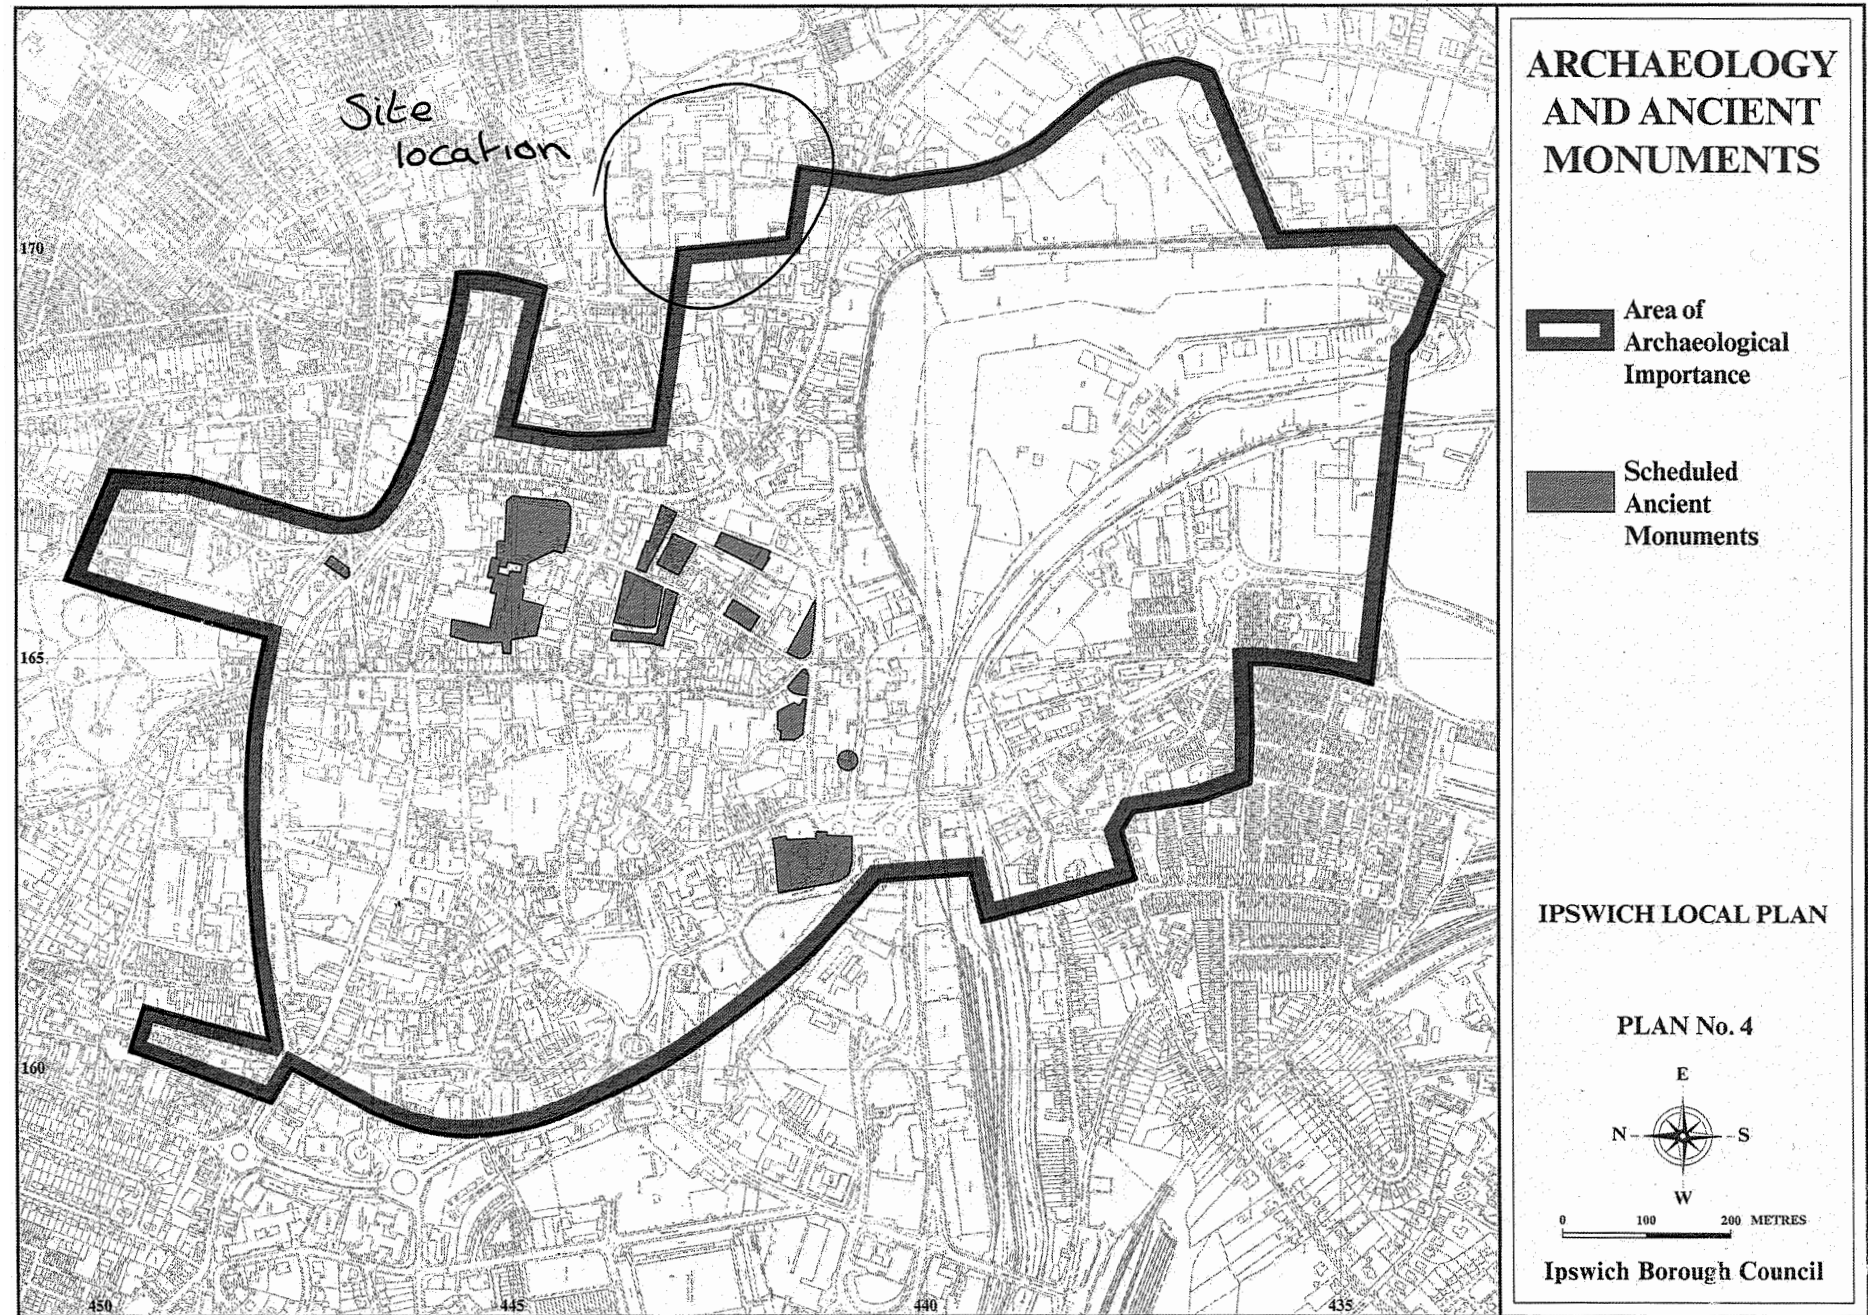 Site
location
170
165
160
450
445
440
435
ARCHAEOLOGY
AND ANCIENT
MONUMENTS
Area of
Archaeological
Importance
Scheduled
Ancient
Monuments
IPSWICH LOCAL PLAN
PLAN No. 4
E
N S
W
0 100 200 METRES
Ipswich Borough Council